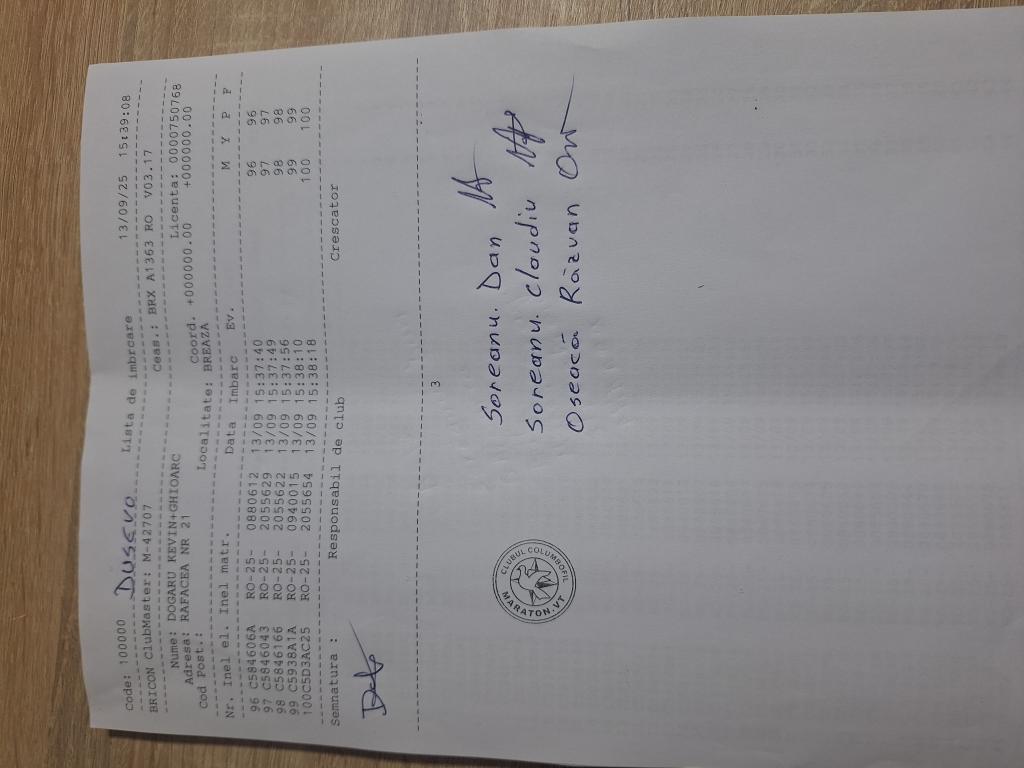 Code: 100000 DUSEVO Lista de imbrcare 13/09/25 15:39:08
BRICON ClubMaster: M-42707 Ceas.: BRX A1363 RO V03.17
Nume: DOGARU KEVIN+GHIOARC Licenta: 0000750768
Adresa: RAFACEA NR 21 Coord. +000000.00 +000000.00
Cod Post.: Localitate: BREAZA
Nr. Inel el. Inel matr. Data Imbarc Ev. M Y P F
96 C584606A RO-25- 0880612 13/09 15:37:40 96 96
97 C5846043 RO-25- 2055699 13/09 15:37:49 97 97
98 C5846166 RO-25- 2055622 13/09 15:37:56 98 98
99 C5938A1A RO-25- 0940015 13/09 15:38:10 99 99
100C5D3AC25 RO-25- 2055654 13/09 15:38:18 100 100
Semnatura : Responsabil de club Crescator
3
Soreanu. Dan
Soreanu. Claudiu
Oseacă Răzvan
CLUBUL COLUMBOFIL
MARATON.VT